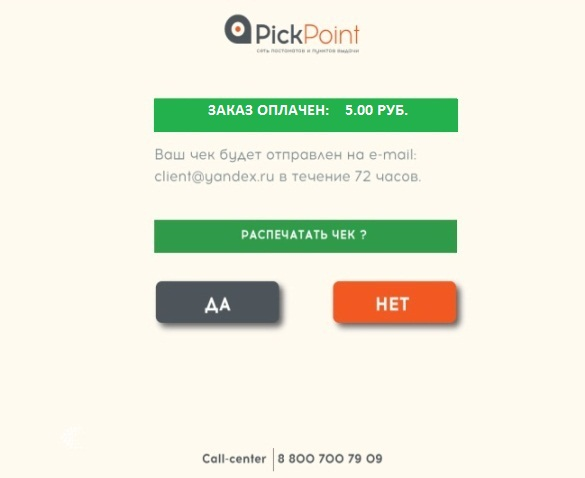 PickPoint
сеть постаматов и пунктов выдачи
ЗАКАЗ ОПЛАЧЕН: 5.00 РУБ.
Ваш чек будет отправлен на e-mail:
client@yandex.ru в течение 72 часов.
РАСПЕЧАТАТЬ ЧЕК ?
ДА НЕТ
Call-center | 8 800 700 79 09